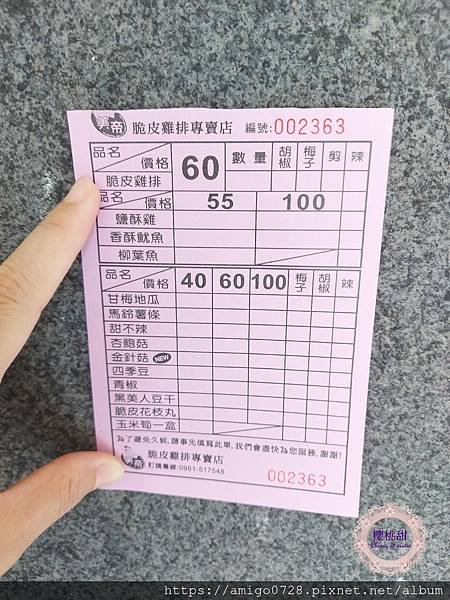 帝 脆皮雞排專賣店 編號:002363
品名 價格 60 數量 胡椒 梅子 剪 辣
脆皮雞排
品名 價格 55 100
鹽酥雞
香酥魷魚
柳葉魚
品名 價格 40 60 100 梅子 胡椒 辣
甘梅地瓜
馬鈴薯條
甜不辣
杏鮑菇
金針菇 NEW
四季豆
青椒
黑美人豆干
脆皮花枝丸
玉米筍一盒
為了避免久候,請事先填寫此單,我們會盡快為您服務,謝謝!
脆皮雞排專賣店
訂購專線:0981-517548
002363
櫻桃甜
https://amigo0728.pixnet.net/album